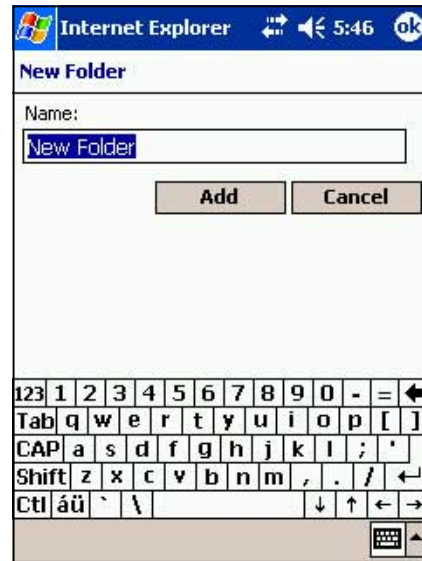 Internet Explorer 5:46 ok
New Folder
Name:
New Folder
Add Cancel
123 1 2 3 4 5 6 7 8 9 0 - = ←
Tab q w e r t y u i o p [ ]
CAP a s d f g h j k l ; '
Shift z x c v b n m , . / ↵
Ctl áü ` \ ↓ ↑ ← →